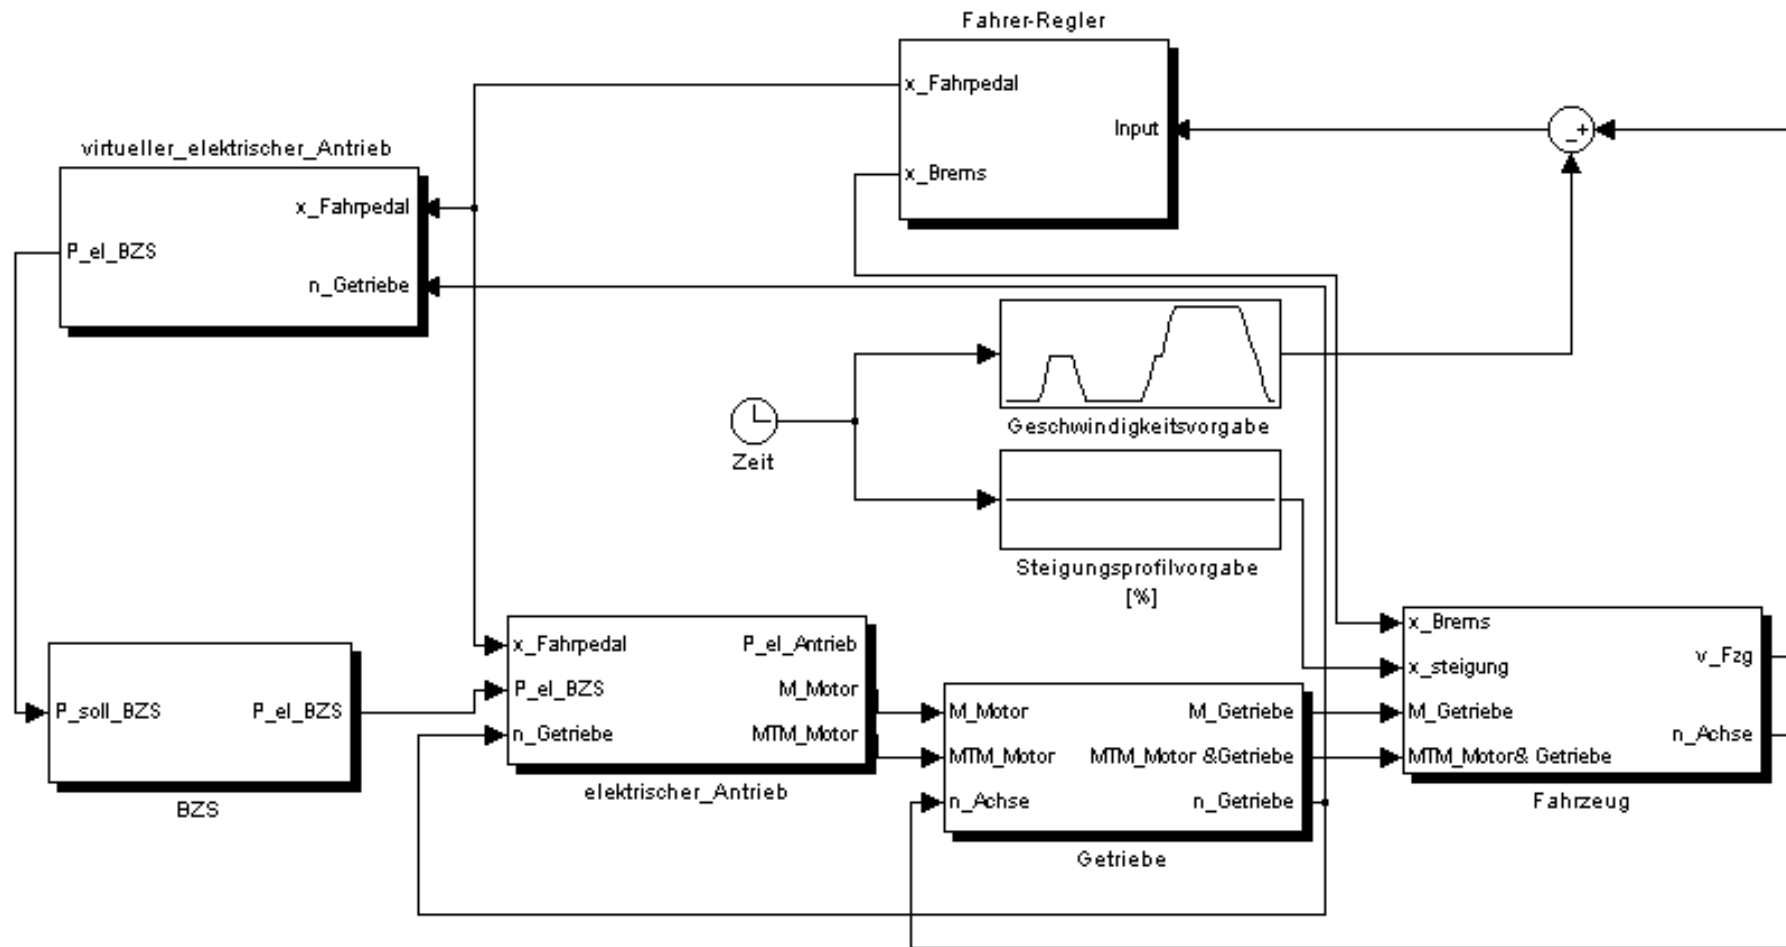 Fahrer-Regler
x_Fahrpedal
Input
x_Brems
virtueller_elektrischer_Antrieb
x_Fahrpedal
P_el_BZS
n_Getriebe
Geschwindigkeitsvorgabe
Zeit
Steigungsprofilvorgabe
[%]
P_soll_BZS P_el_BZS
BZS
x_Fahrpedal P_el_Antrieb
P_el_BZS M_Motor
n_Getriebe MTM_Motor
elektrischer_Antrieb
M_Motor M_Getriebe
MTM_Motor MTM_Motor &Getriebe
n_Achse n_Getriebe
Getriebe
x_Brems
v_Fzg
x_steigung
M_Getriebe
n_Achse
MTM_Motor& Getriebe
Fahrzeug
+
-